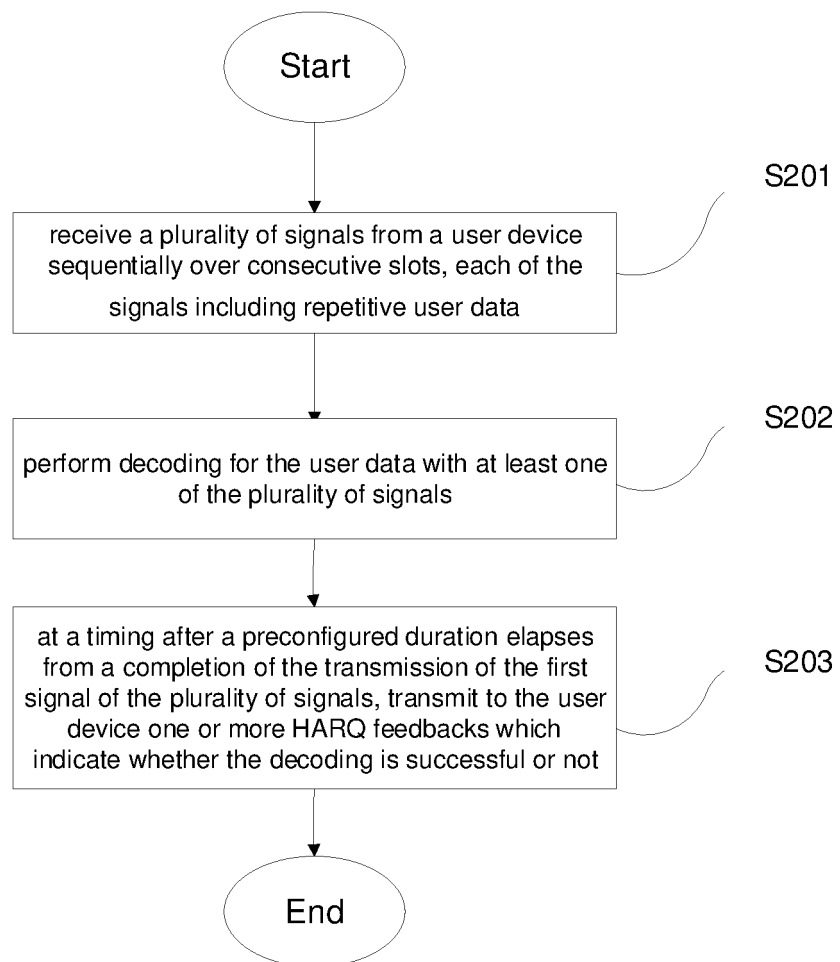 Start
S201
receive a plurality of signals from a user device
sequentially over consecutive slots, each of the
signals including repetitive user data
S202
perform decoding for the user data with at least one
of the plurality of signals
at a timing after a preconfigured duration elapses
from a completion of the transmission of the first
signal of the plurality of signals, transmit to the user
device one or more HARQ feedbacks which
indicate whether the decoding is successful or not
S203
End